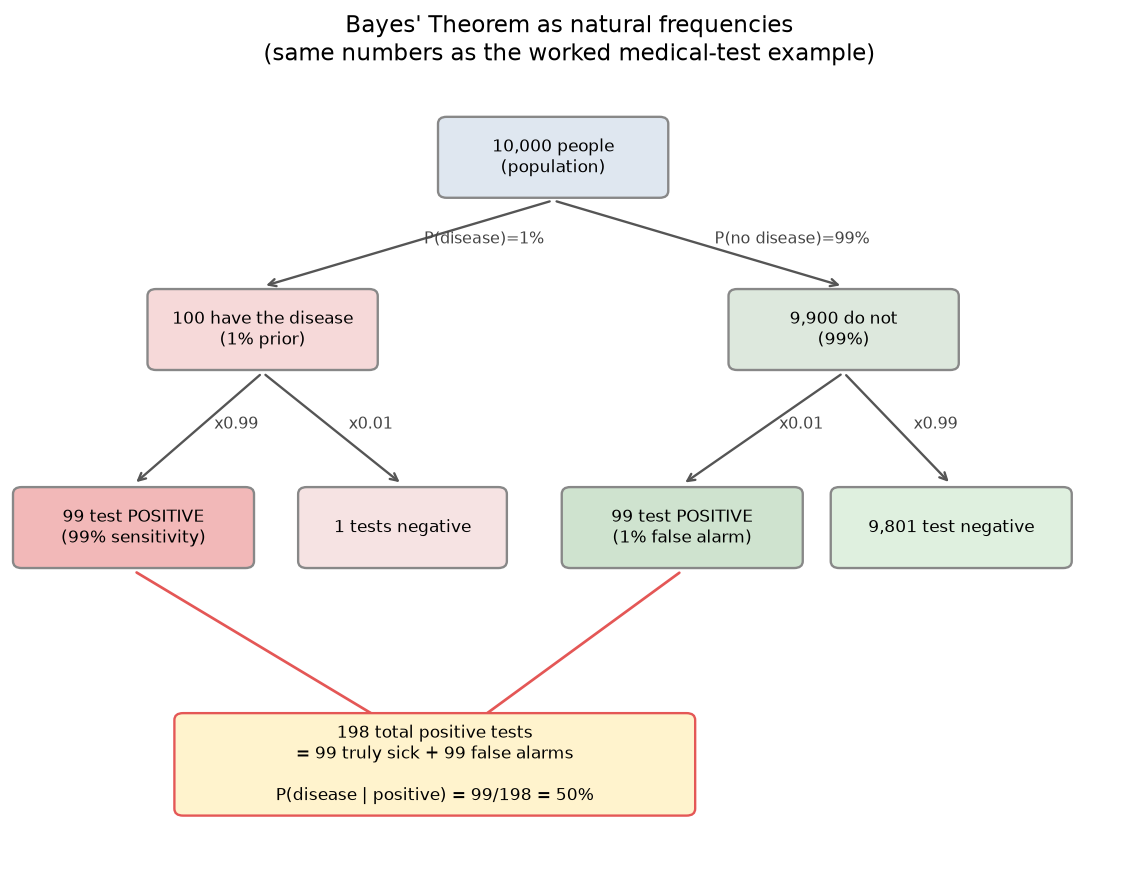 Bayes' Theorem as natural frequencies
(same numbers as the worked medical-test example)
10,000 people
(population)
P(disease)=1%
P(no disease)=99%
100 have the disease
(1% prior)
9,900 do not
(99%)
x0.99
x0.01
x0.01
x0.99
99 test POSITIVE
(99% sensitivity)
1 tests negative
99 test POSITIVE
(1% false alarm)
9,801 test negative
198 total positive tests
= 99 truly sick + 99 false alarms
P(disease | positive) = 99/198 = 50%